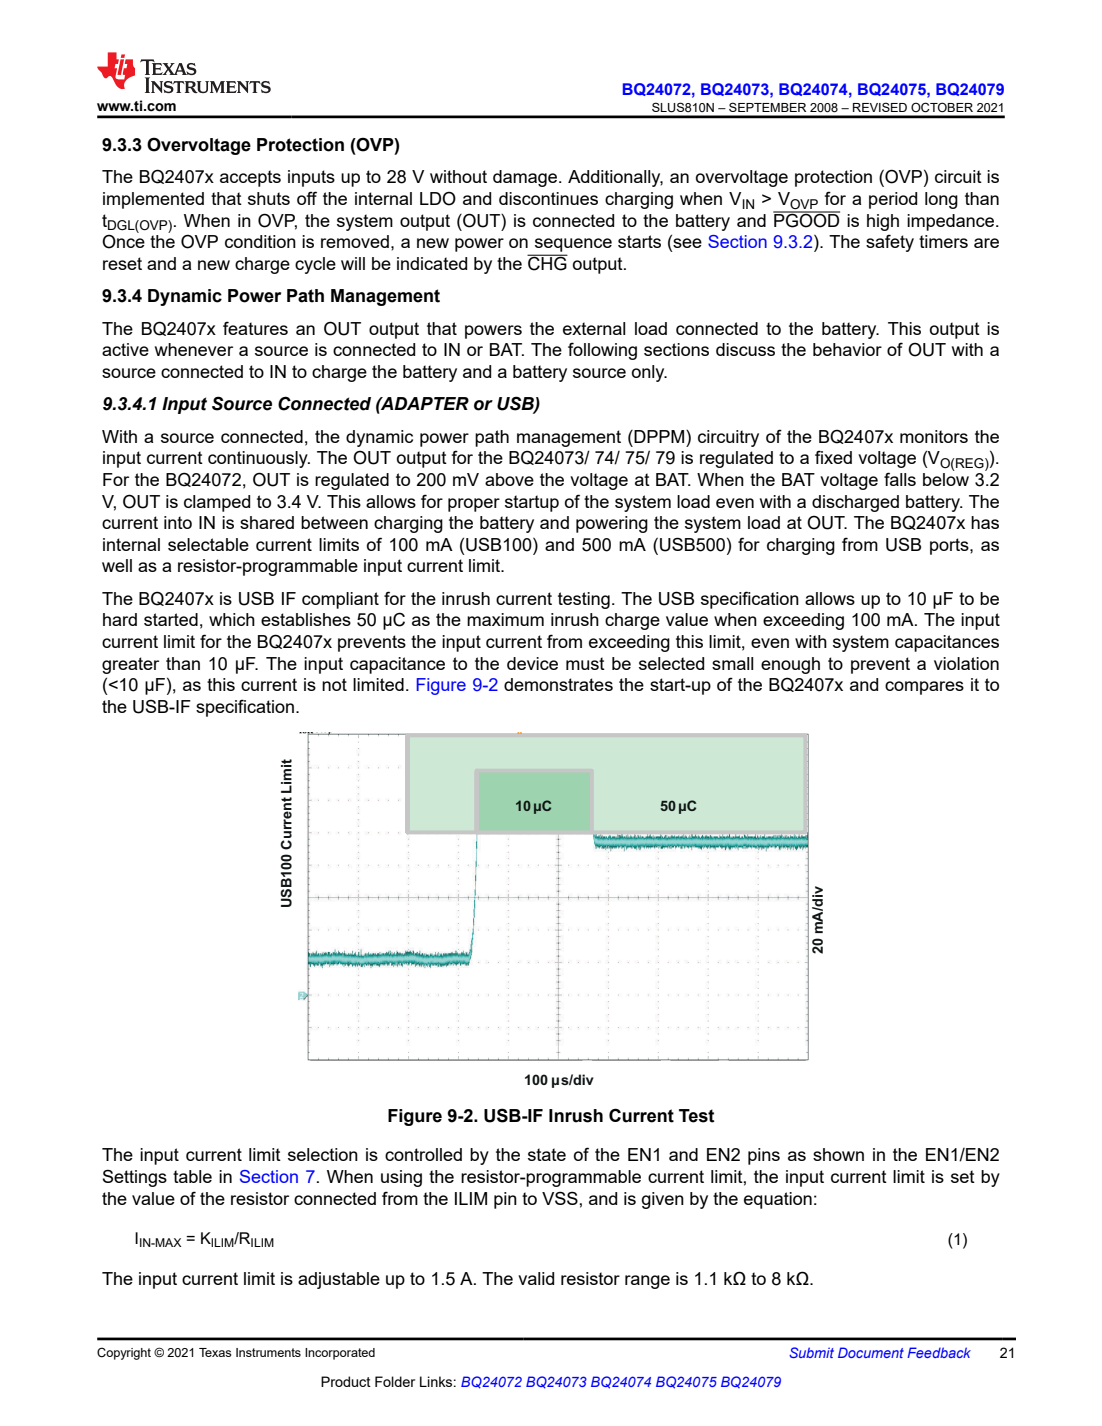 TEXAS
INSTRUMENTS
www.ti.com
BQ24072, BQ24073, BQ24074, BQ24075, BQ24079
SLUS810N – SEPTEMBER 2008 – REVISED OCTOBER 2021
9.3.3 Overvoltage Protection (OVP)
The BQ2407x accepts inputs up to 28 V without damage. Additionally, an overvoltage protection (OVP) circuit is
implemented that shuts off the internal LDO and discontinues charging when VIN > VOVP for a period long than
tDGL(OVP). When in OVP, the system output (OUT) is connected to the battery and PGOOD is high impedance.
Once the OVP condition is removed, a new power on sequence starts (see Section 9.3.2). The safety timers are
reset and a new charge cycle will be indicated by the CHG output.
9.3.4 Dynamic Power Path Management
The BQ2407x features an OUT output that powers the external load connected to the battery. This output is
active whenever a source is connected to IN or BAT. The following sections discuss the behavior of OUT with a
source connected to IN to charge the battery and a battery source only.
9.3.4.1 Input Source Connected (ADAPTER or USB)
With a source connected, the dynamic power path management (DPPM) circuitry of the BQ2407x monitors the
input current continuously. The OUT output for the BQ24073/ 74/ 75/ 79 is regulated to a fixed voltage (VO(REG)).
For the BQ24072, OUT is regulated to 200 mV above the voltage at BAT. When the BAT voltage falls below 3.2
V, OUT is clamped to 3.4 V. This allows for proper startup of the system load even with a discharged battery. The
current into IN is shared between charging the battery and powering the system load at OUT. The BQ2407x has
internal selectable current limits of 100 mA (USB100) and 500 mA (USB500) for charging from USB ports, as
well as a resistor-programmable input current limit.
The BQ2407x is USB IF compliant for the inrush current testing. The USB specification allows up to 10 µF to be
hard started, which establishes 50 µC as the maximum inrush charge value when exceeding 100 mA. The input
current limit for the BQ2407x prevents the input current from exceeding this limit, even with system capacitances
greater than 10 µF. The input capacitance to the device must be selected small enough to prevent a violation
(<10 µF), as this current is not limited. Figure 9-2 demonstrates the start-up of the BQ2407x and compares it to
the USB-IF specification.
USB100 Current Limit
10 µC
50 µC
20 mA/div
100 µs/div
Figure 9-2. USB-IF Inrush Current Test
The input current limit selection is controlled by the state of the EN1 and EN2 pins as shown in the EN1/EN2
Settings table in Section 7. When using the resistor-programmable current limit, the input current limit is set by
the value of the resistor connected from the ILIM pin to VSS, and is given by the equation:
IIN-MAX = KILIM/RILIM (1)
The input current limit is adjustable up to 1.5 A. The valid resistor range is 1.1 kΩ to 8 kΩ.
Copyright © 2021 Texas Instruments Incorporated
Submit Document Feedback 21
Product Folder Links: BQ24072 BQ24073 BQ24074 BQ24075 BQ24079